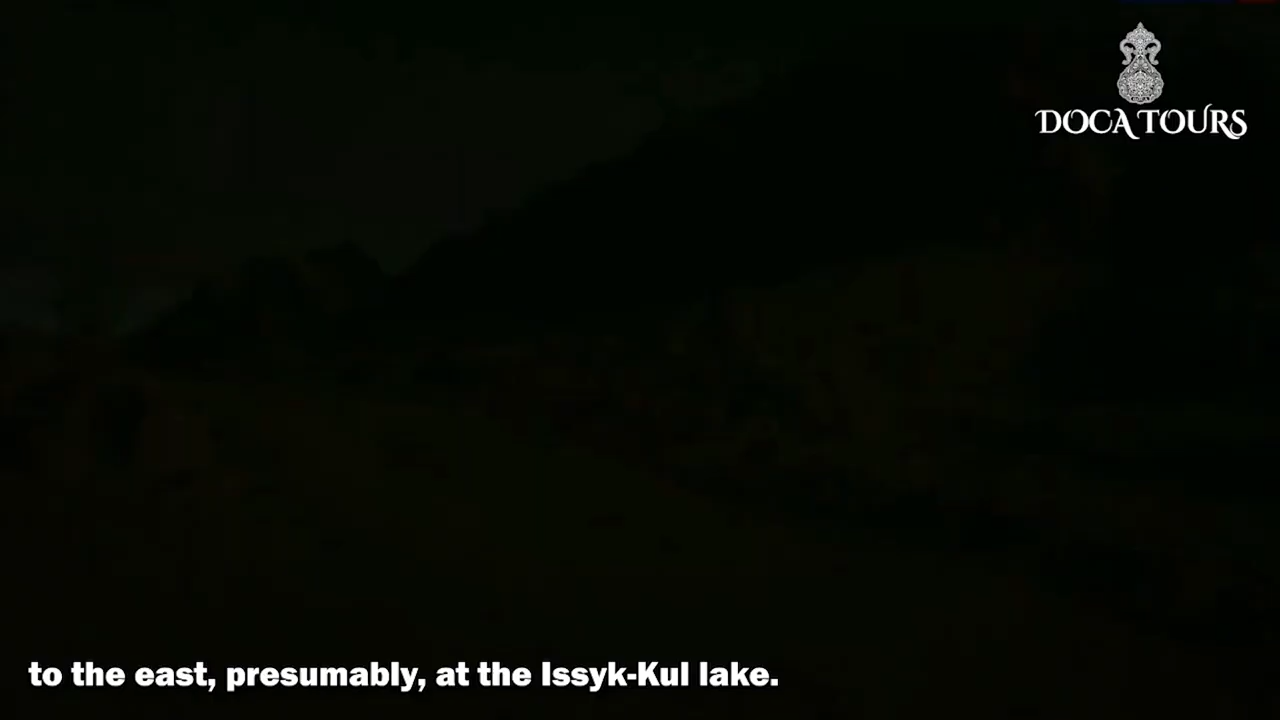 DOCA TOURS
to the east, presumably, at the Issyk-Kul lake.